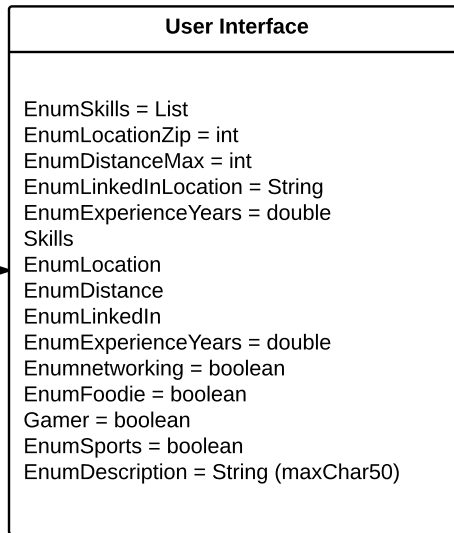 User Interface
EnumSkills = List
EnumLocationZip = int
EnumDistanceMax = int
EnumLinkedInLocation = String
EnumExperienceYears = double
Skills
EnumLocation
EnumDistance
EnumLinkedIn
EnumExperienceYears = double
Enumnetworking = boolean
EnumFoodie = boolean
Gamer = boolean
EnumSports = boolean
EnumDescription = String (maxChar50)